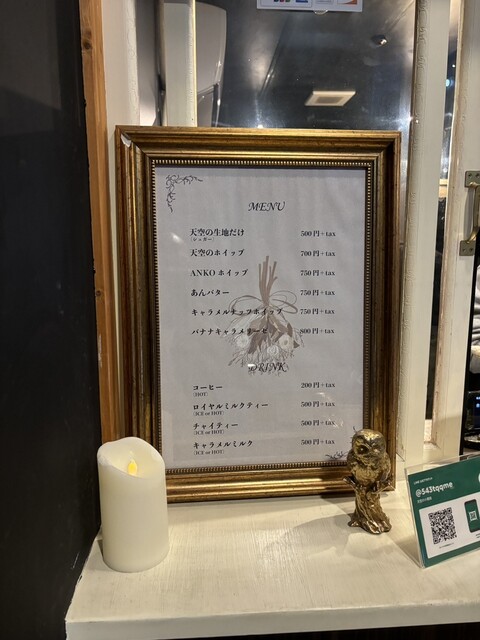 MENU
天空の生地だけ 500円+tax
(シュガー)
天空のホイップ 700円+tax
ANKOホイップ 750円+tax
あんバター 750円+tax
キャラメルナッツホイップ 750円+tax
バナナキャラメ 800円+tax
DRINK
コーヒー 200円+tax
(HOT)
ロイヤルミルクティー 500円+tax
(ICE or HOT)
チャイティー 500円+tax
(ICE or HOT)
キャラメルミルク 500円+tax
(ICE or HOT)
@543tqqme